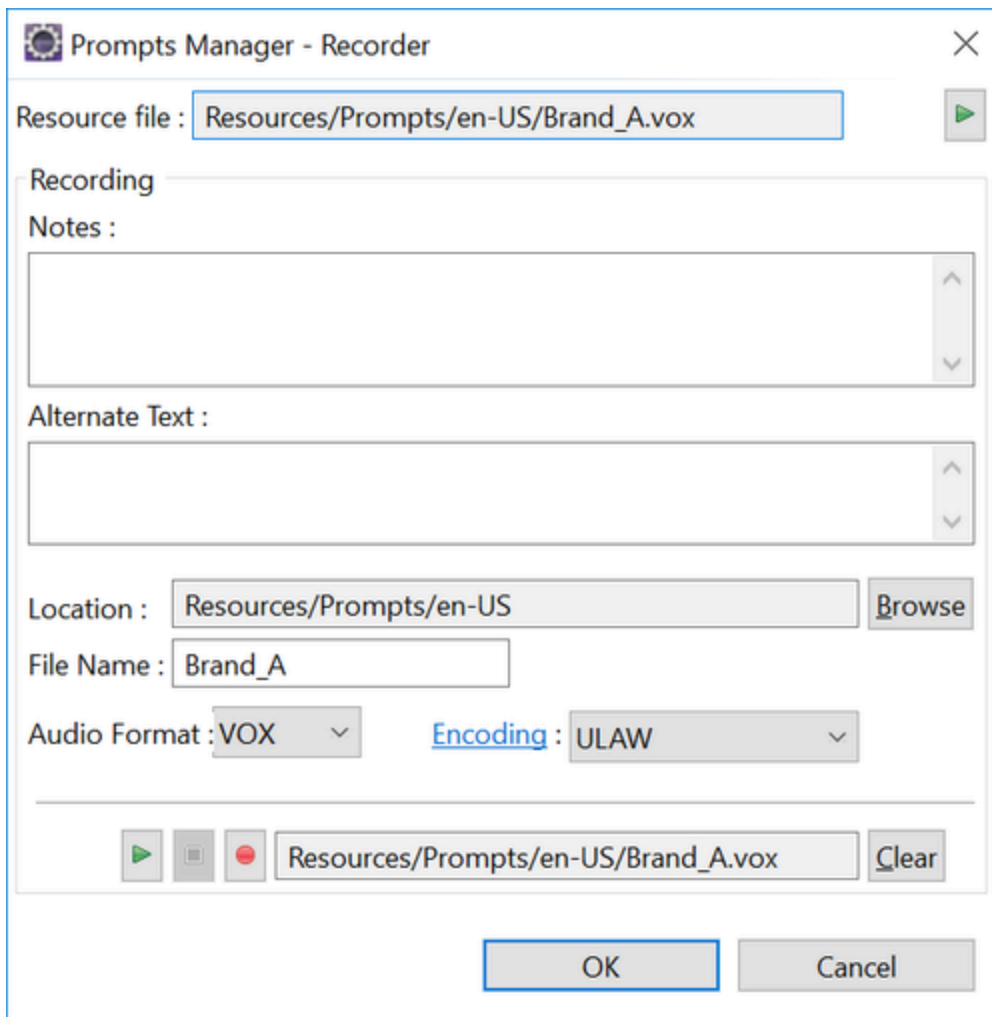 Prompts Manager - Recorder
Resource file : Resources/Prompts/en-US/Brand_A.vox
Recording
Notes :
Alternate Text :
Location : Resources/Prompts/en-US Browse
File Name : Brand_A
Audio Format : VOX Encoding : ULAW
Resources/Prompts/en-US/Brand_A.vox Clear
OK Cancel